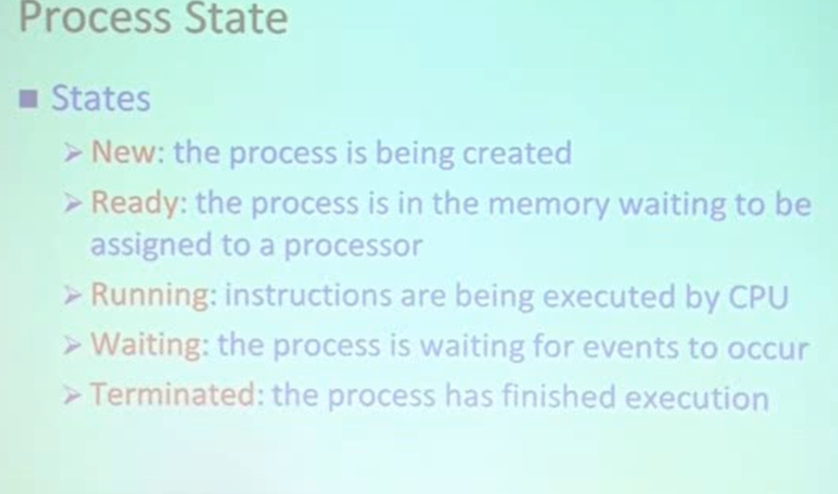 Process State
■ States
➢ New: the process is being created
➢ Ready: the process is in the memory waiting to be
assigned to a processor
➢ Running: instructions are being executed by CPU
➢ Waiting: the process is waiting for events to occur
➢ Terminated: the process has finished execution